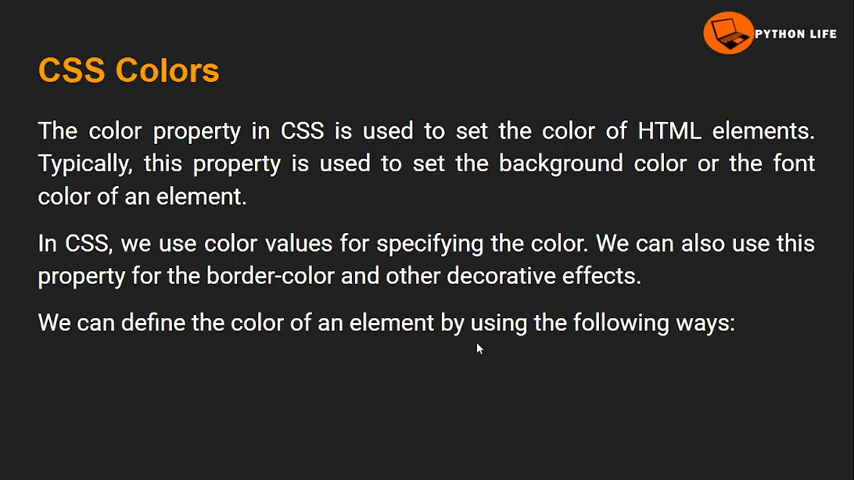 PYTHON LIFE
CSS Colors
The color property in CSS is used to set the color of HTML elements.
Typically, this property is used to set the background color or the font
color of an element.
In CSS, we use color values for specifying the color. We can also use this
property for the border-color and other decorative effects.
We can define the color of an element by using the following ways: